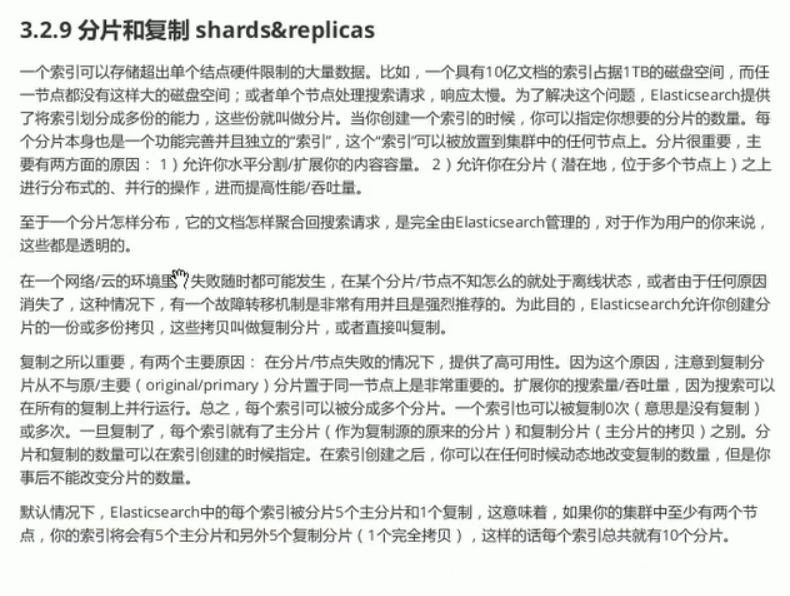 3.2.9 分片和复制 shards&replicas
一个索引可以存储超出单个结点硬件限制的大量数据。比如，一个具有10亿文档的索引占据1TB的磁盘空间，而任
一节点都没有这样大的磁盘空间；或者单个节点处理搜索请求，响应太慢。为了解决这个问题，Elasticsearch提供
了将索引划分成多份的能力，这些份就叫做分片。当你创建一个索引的时候，你可以指定你想要的分片的数量。每
个分片本身也是一个功能完善并且独立的“索引”，这个“索引”可以被放置到集群中的任何节点上。分片很重要，主
要有两方面的原因： 1）允许你水平分割/扩展你的内容容量。 2）允许你在分片（潜在地，位于多个节点上）之上
进行分布式的、并行的操作，进而提高性能/吞吐量。
至于一个分片怎样分布，它的文档怎样聚合回搜索请求，是完全由Elasticsearch管理的，对于作为用户的你来说，
这些都是透明的。
在一个网络/云的环境里，失败随时都可能发生，在某个分片/节点不知怎么的就处于离线状态，或者由于任何原因
消失了，这种情况下，有一个故障转移机制是非常有用并且是强烈推荐的。为此目的，Elasticsearch允许你创建分
片的一份或多份拷贝，这些拷贝叫做复制分片，或者直接叫复制。
复制之所以重要，有两个主要原因： 在分片/节点失败的情况下，提供了高可用性。因为这个原因，注意到复制分
片从不与原/主要（original/primary）分片置于同一节点上是非常重要的。扩展你的搜索量/吞吐量，因为搜索可以
在所有的复制上并行运行。总之，每个索引可以被分成多个分片。一个索引也可以被复制0次（意思是没有复制）
或多次。一旦复制了，每个索引就有了主分片（作为复制源的原来的分片）和复制分片（主分片的拷贝）之别。分
片和复制的数量可以在索引创建的时候指定。在索引创建之后，你可以在任何时候动态地改变复制的数量，但是你
事后不能改变分片的数量。
默认情况下，Elasticsearch中的每个索引被分片5个主分片和1个复制，这意味着，如果你的集群中至少有两个节
点，你的索引将会有5个主分片和另外5个复制分片（1个完全拷贝），这样的话每个索引总共就有10个分片。